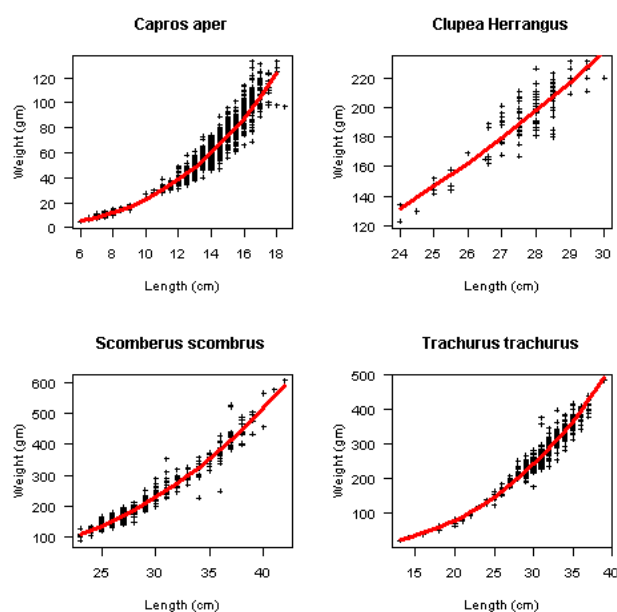 Capros aper
Weight (gm)
120
100
80
60
40
20
0
6 8 10 12 14 16 18
Length (cm)
Clupea Herrangus
Weight (gm)
220
200
180
160
140
120
24 25 26 27 28 29 30
Length (cm)
Scomberus scombrus
Weight (gm)
600
500
400
300
200
100
25 30 35 40
Length (cm)
Trachurus trachurus
Weight (gm)
500
400
300
200
100
15 20 25 30 35 40
Length (cm)